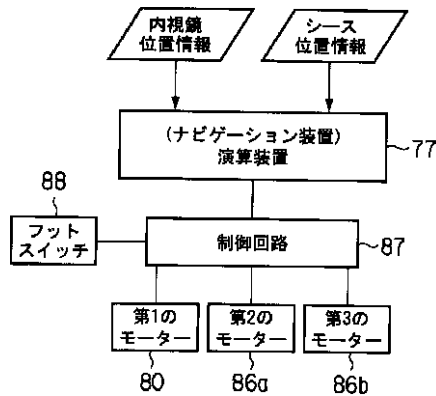 内視鏡
位置情報
シース
位置情報
(ナビゲーション装置)
演算装置
77
88
フット
スイッチ
制御回路
87
第1の
モーター
第2の
モーター
第3の
モーター
80
86a
86b